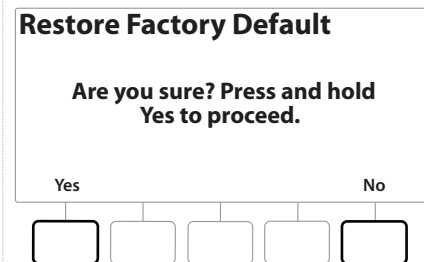 Restore Factory Default
Are you sure? Press and hold
Yes to proceed.
Yes No